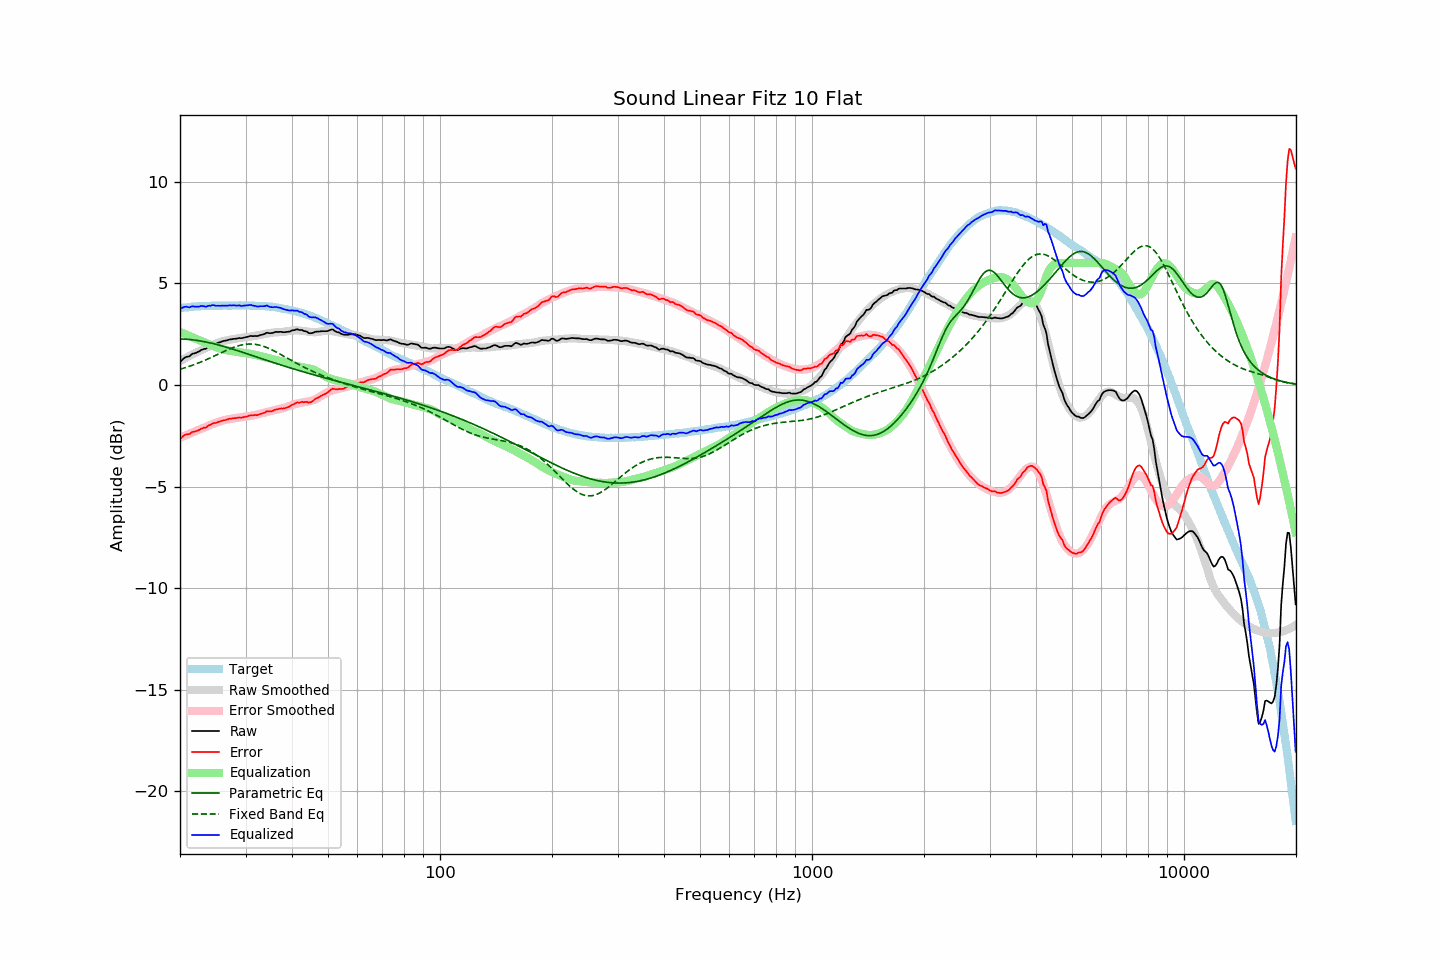 Sound Linear Fitz 10 Flat
Amplitude (dBr)
10
5
0
−5
−10
−15
−20
Target
Raw Smoothed
Error Smoothed
Raw
Error
Equalization
Parametric Eq
Fixed Band Eq
Equalized
100
1000
10000
Frequency (Hz)